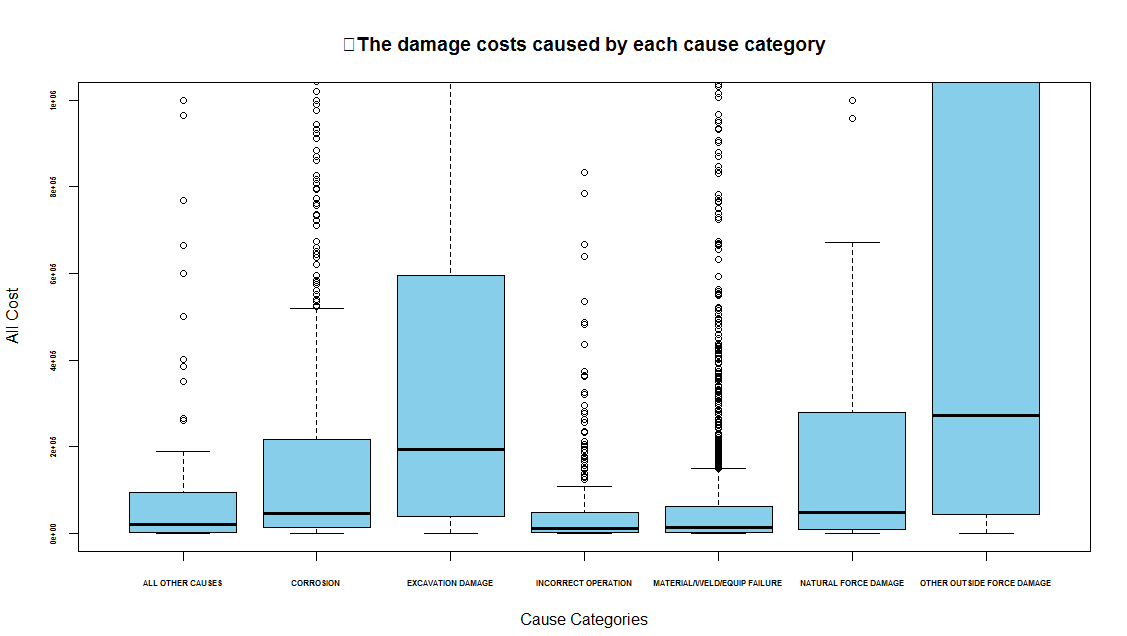 The damage costs caused by each cause category
All Cost
1e+06
8e+05
6e+05
4e+05
2e+05
0e+00
ALL OTHER CAUSES CORROSION EXCAVATION DAMAGE INCORRECT OPERATION MATERIAL/WELD/EQUIP FAILURE NATURAL FORCE DAMAGE OTHER OUTSIDE FORCE DAMAGE
Cause Categories